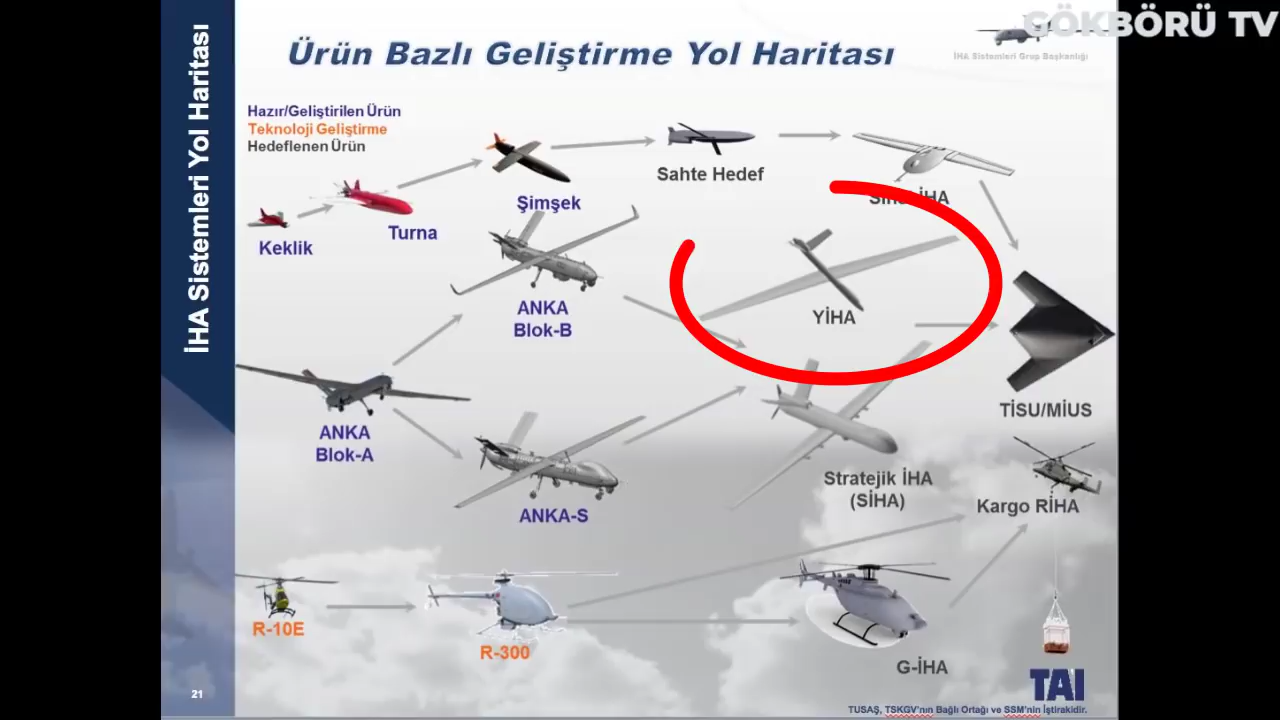 GÖKBÖRÜ TV
İHA Sistemleri Grup Başkanlığı
İHA Sistemleri Yol Haritası
Ürün Bazlı Geliştirme Yol Haritası
Hazır/Geliştirilen Ürün
Teknoloji Geliştirme
Hedeflenen Ürün
Keklik
Turna
Şimşek
Sahte Hedef
İHA
ANKA
Blok-B
YİHA
TİSU/MİUS
ANKA
Blok-A
ANKA-S
Stratejik İHA
(SİHA)
Kargo RİHA
R-10E
R-300
G-İHA
TAI
TUSAŞ, TSKGV'nın Bağlı Ortağı ve SSM'nin İştirakidir.
21